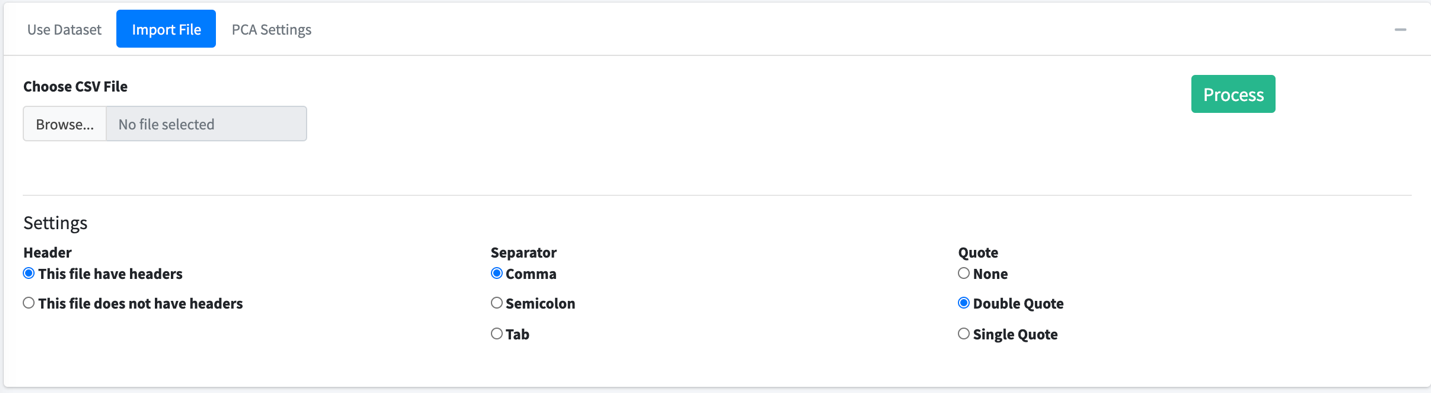 Use Dataset Import File PCA Settings
Choose CSV File
Process
Browse... No file selected
Settings
Header Separator Quote
This file have headers Comma None
This file does not have headers Semicolon Double Quote
Tab Single Quote